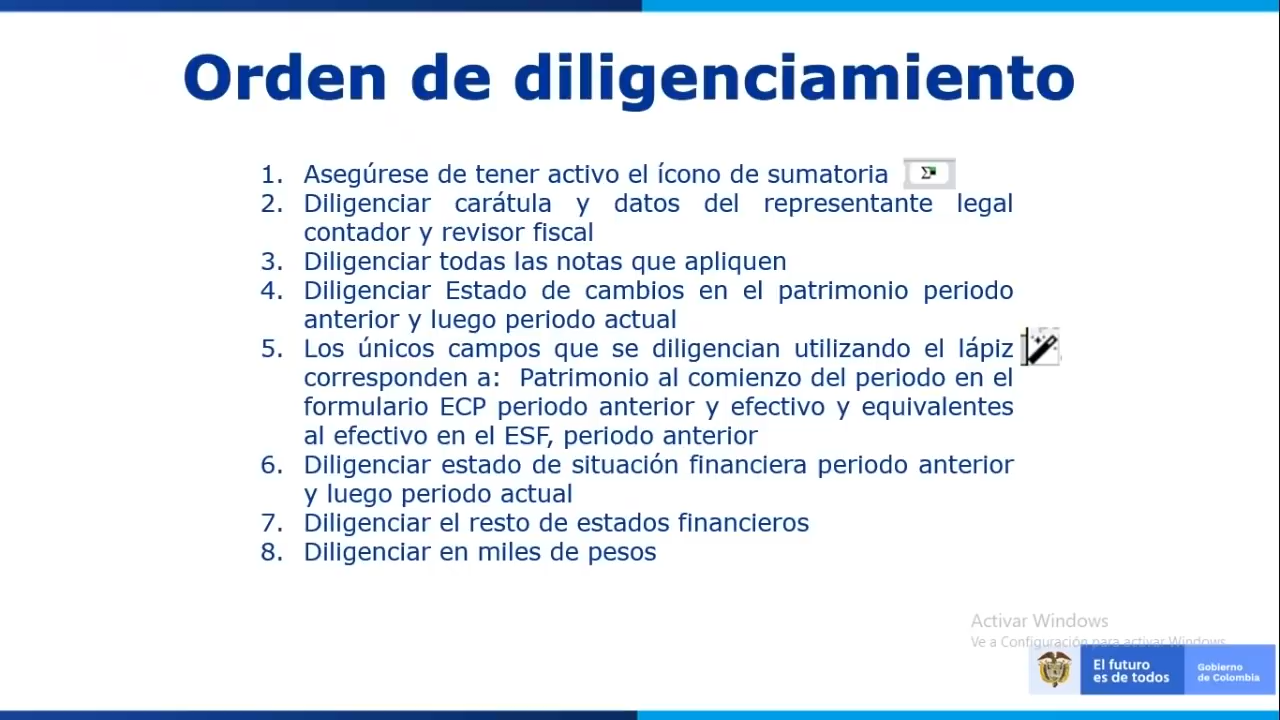 Orden de diligenciamiento
1. Asegúrese de tener activo el ícono de sumatoria Σ
2. Diligenciar carátula y datos del representante legal
contador y revisor fiscal
3. Diligenciar todas las notas que apliquen
4. Diligenciar Estado de cambios en el patrimonio periodo
anterior y luego periodo actual
5. Los únicos campos que se diligencian utilizando el lápiz
corresponden a: Patrimonio al comienzo del periodo en el
formulario ECP periodo anterior y efectivo y equivalentes
al efectivo en el ESF, periodo anterior
6. Diligenciar estado de situación financiera periodo anterior
y luego periodo actual
7. Diligenciar el resto de estados financieros
8. Diligenciar en miles de pesos
Activar Windows
Ve a Configuración para activar Windows.
El futuro
es de todos
Gobierno
de Colombia